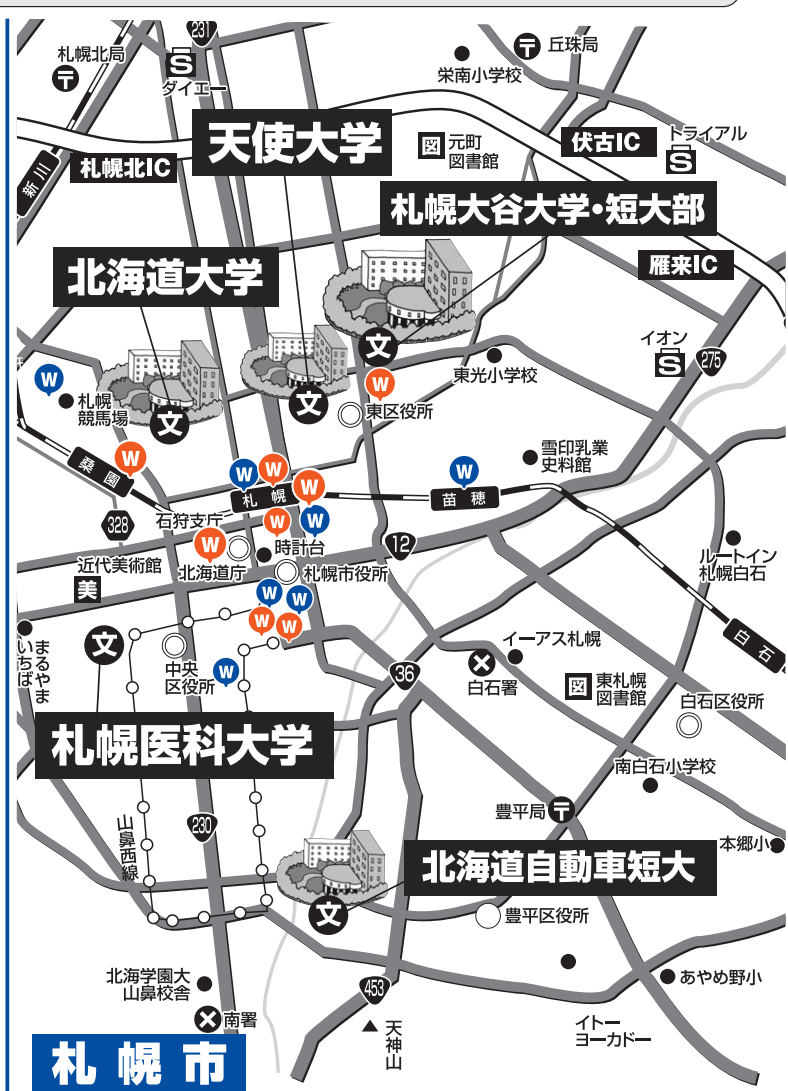 231
札幌北局
〒
S
ダイエー
栄南小学校
〒
丘珠局
天使大学
図
元町
図書館
伏古IC
トライアル
S
新川
札幌北IC
札幌大谷大学・短大部
北海道大学
雁来IC
イオン
S
275
文
東光小学校
W
札幌
競馬場
文
文
W
東区役所
雪印乳業
史料館
W
桑園
W
W
W
札幌
W
苗穂
328
石狩支庁
W
W
W
12
時計台
近代美術館
美
北海道庁
札幌市役所
ルートイン
札幌白石
W
W
W
W
まるやま
いちば
文
中央
区役所
W
36
白石署
イーアス札幌
白石
図
東札幌
図書館
白石区役所
札幌医科大学
南白石小学校
山鼻西線
230
豊平局
〒
本郷小
北海道自動車短大
文
豊平区役所
北海学園大
山鼻校舎
453
あやめ野小
南署
天神山
イトー
ヨーカドー
札幌市